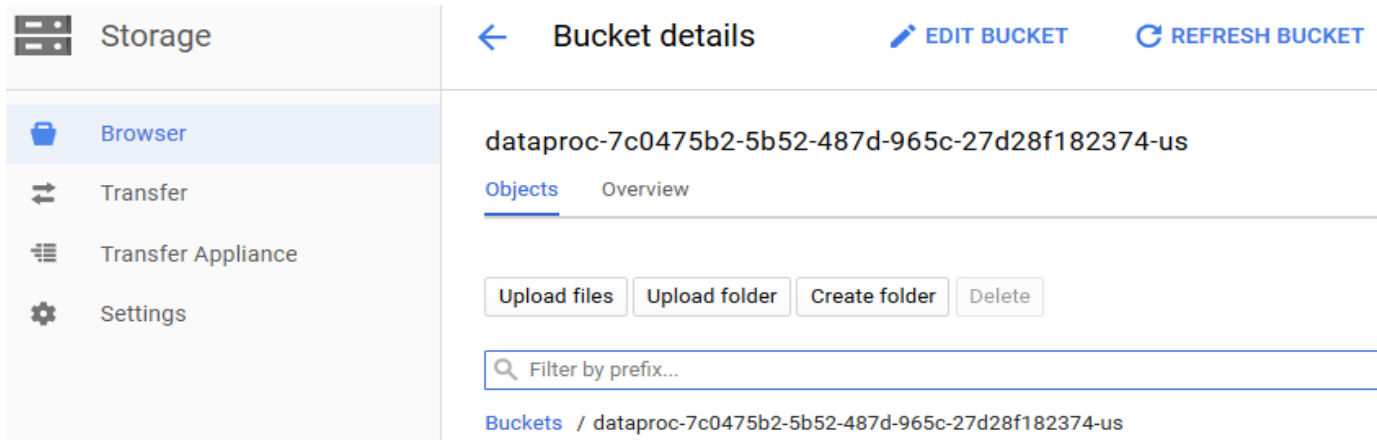 Storage
Bucket details
EDIT BUCKET
REFRESH BUCKET
Browser
Transfer
Transfer Appliance
Settings
dataproc-7c0475b2-5b52-487d-965c-27d28f182374-us
Objects Overview
Upload files Upload folder Create folder Delete
Filter by prefix...
Buckets / dataproc-7c0475b2-5b52-487d-965c-27d28f182374-us